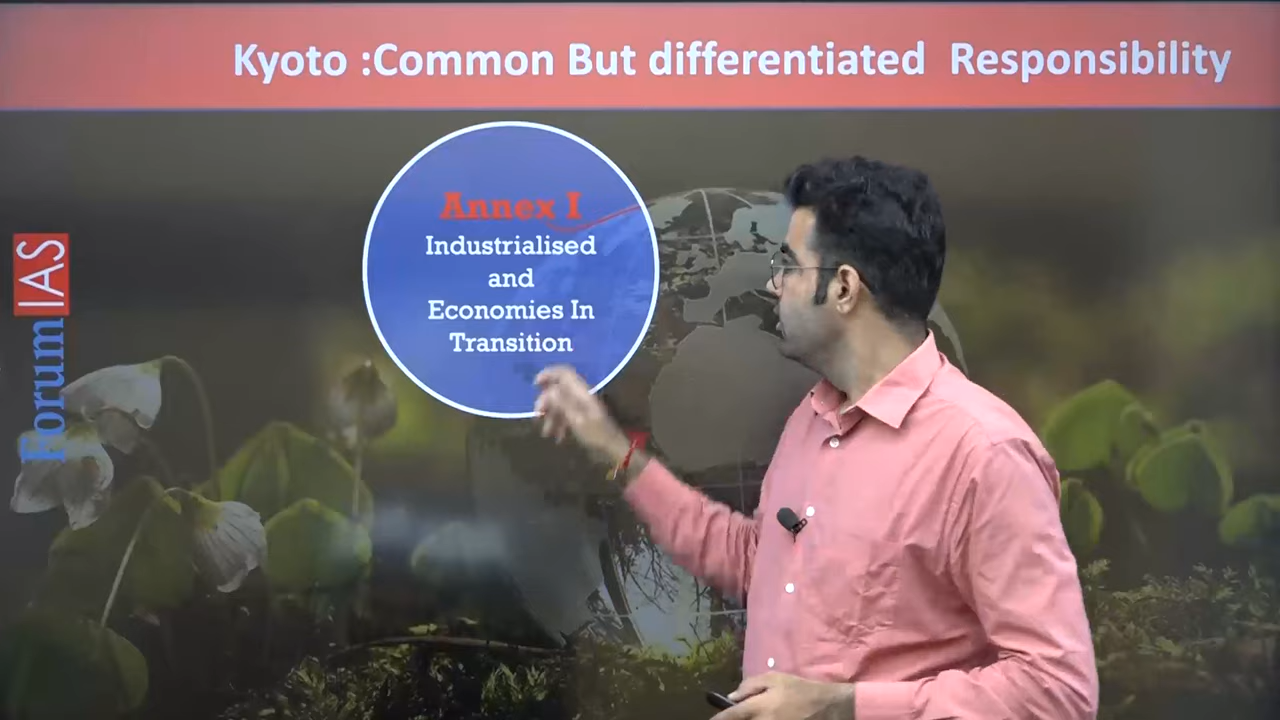 Kyoto :Common But differentiated Responsibility
Annex I
Industrialised
and
Economies In
Transition
ForumIAS